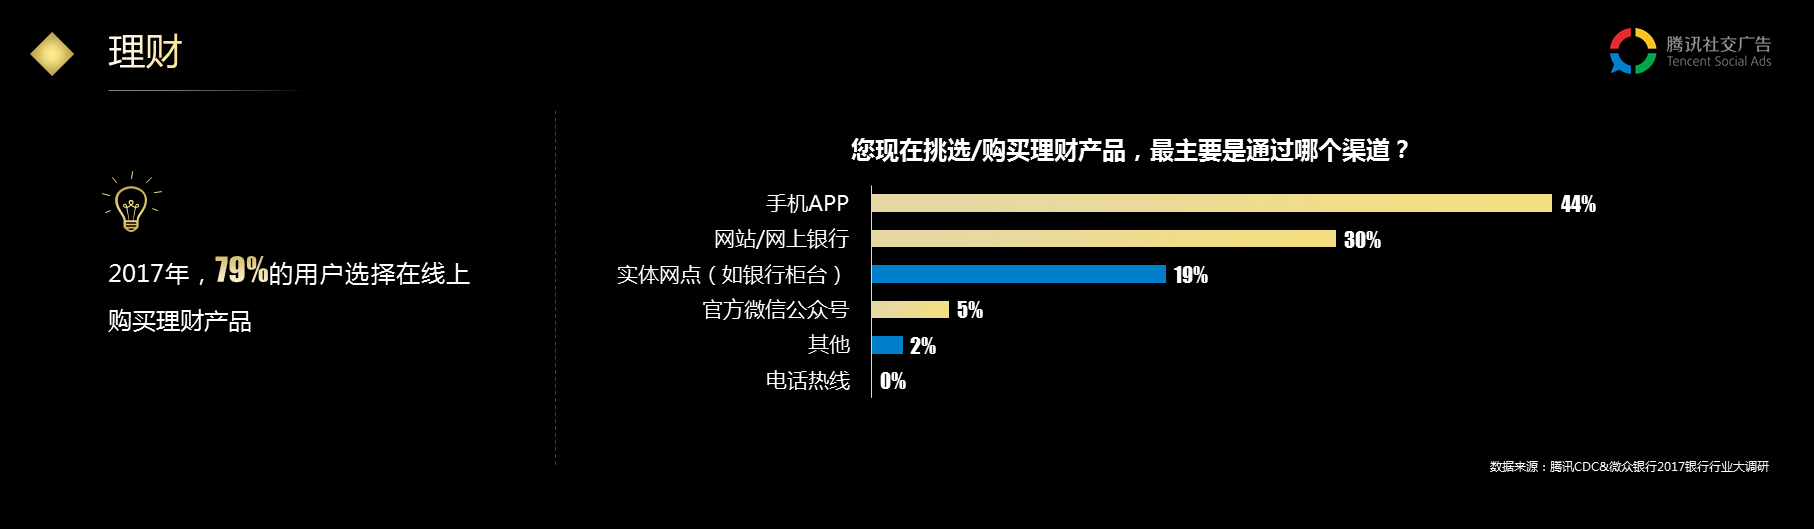 理财
腾讯社交广告
Tencent Social Ads
2017年，79%的用户选择在线上
购买理财产品
您现在挑选/购买理财产品，最主要是通过哪个渠道？
手机APP 44%
网站/网上银行 30%
实体网点（如银行柜台） 19%
官方微信公众号 5%
其他 2%
电话热线 0%
数据来源：腾讯CDC&微众银行2017银行行业大调研